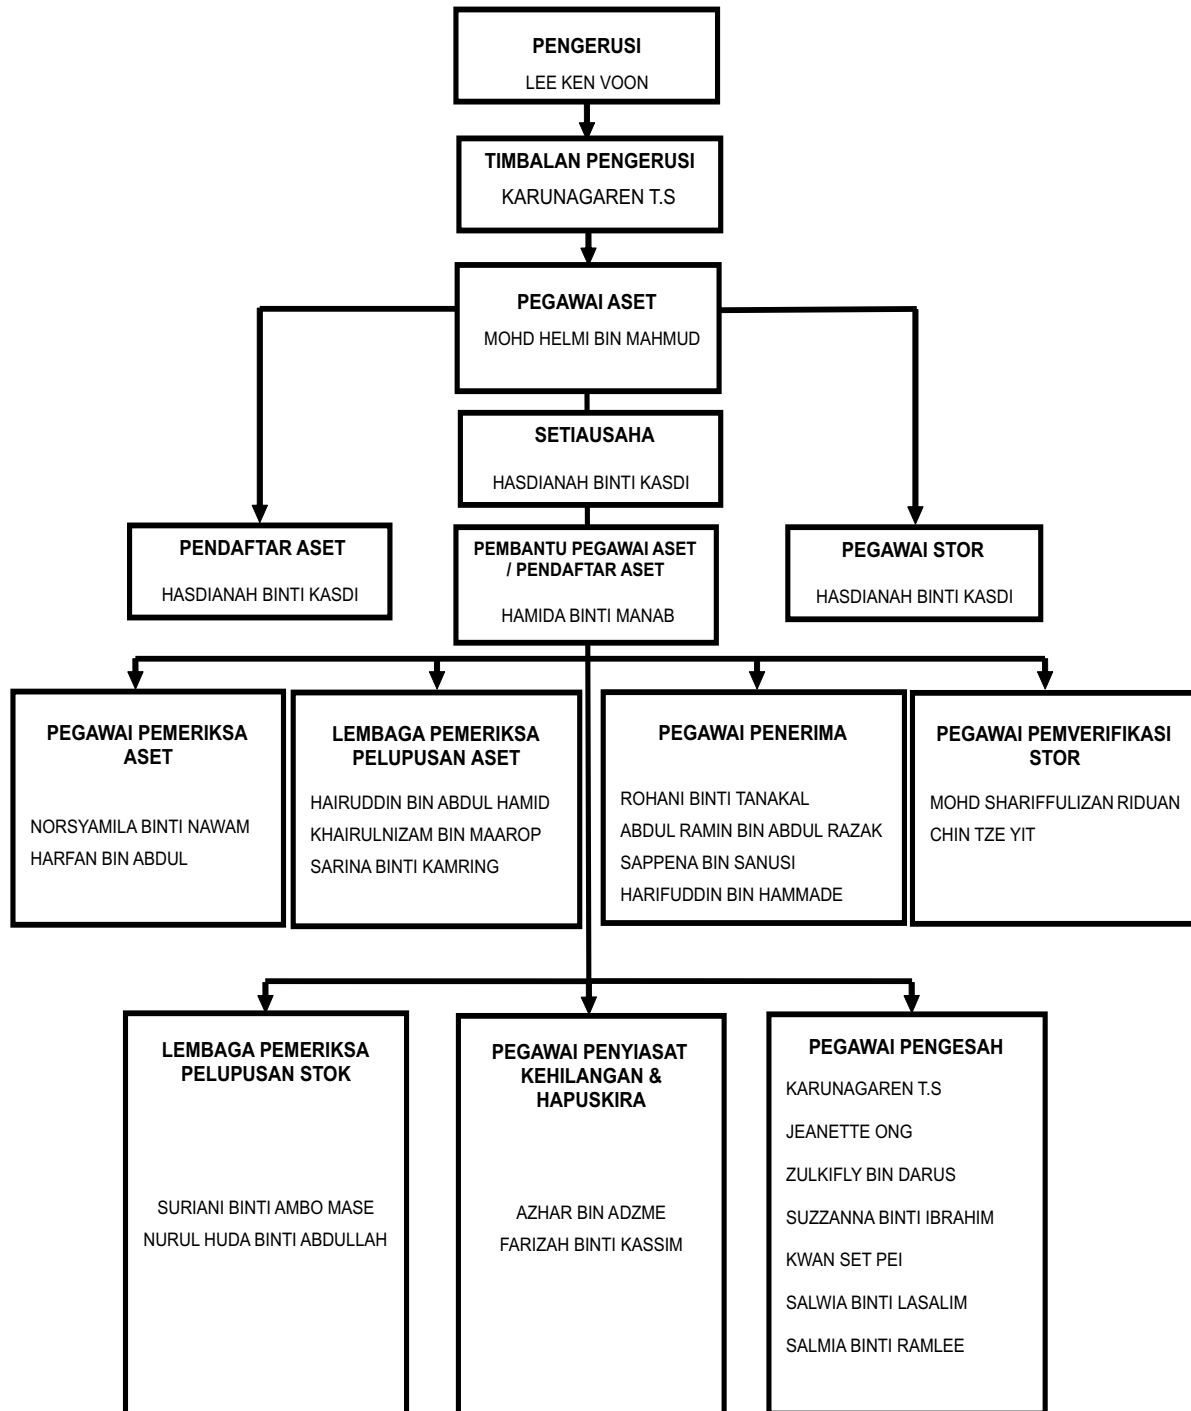 PENGERUSI
LEE KEN VOON
TIMBALAN PENGERUSI
KARUNAGAREN T.S
PEGAWAI ASET
MOHD HELMI BIN MAHMUD
SETIAUSAHA
HASDIANAH BINTI KASDI
PENDAFTAR ASET
HASDIANAH BINTI KASDI
PEMBANTU PEGAWAI ASET
/ PENDAFTAR ASET
HAMIDA BINTI MANAB
PEGAWAI STOR
HASDIANAH BINTI KASDI
PEGAWAI PEMERIKSA
ASET
NORSYAMILA BINTI NAWAM
HARFAN BIN ABDUL
LEMBAGA PEMERIKSA
PELUPUSAN ASET
HAIRUDDIN BIN ABDUL HAMID
KHAIRULNIZAM BIN MAAROP
SARINA BINTI KAMRING
PEGAWAI PENERIMA
ROHANI BINTI TANAKAL
ABDUL RAMIN BIN ABDUL RAZAK
SAPPENA BIN SANUSI
HARIFUDDIN BIN HAMMADE
PEGAWAI PEMVERIFIKASI
STOR
MOHD SHARIFFULIZAN RIDUAN
CHIN TZE YIT
LEMBAGA PEMERIKSA
PELUPUSAN STOK
SURIANI BINTI AMBO MASE
NURUL HUDA BINTI ABDULLAH
PEGAWAI PENYIASAT
KEHILANGAN &
HAPUSKIRA
AZHAR BIN ADZME
FARIZAH BINTI KASSIM
PEGAWAI PENGESAH
KARUNAGAREN T.S
JEANETTE ONG
ZULKIFLY BIN DARUS
SUZZANNA BINTI IBRAHIM
KWAN SET PEI
SALWIA BINTI LASALIM
SALMIA BINTI RAMLEE